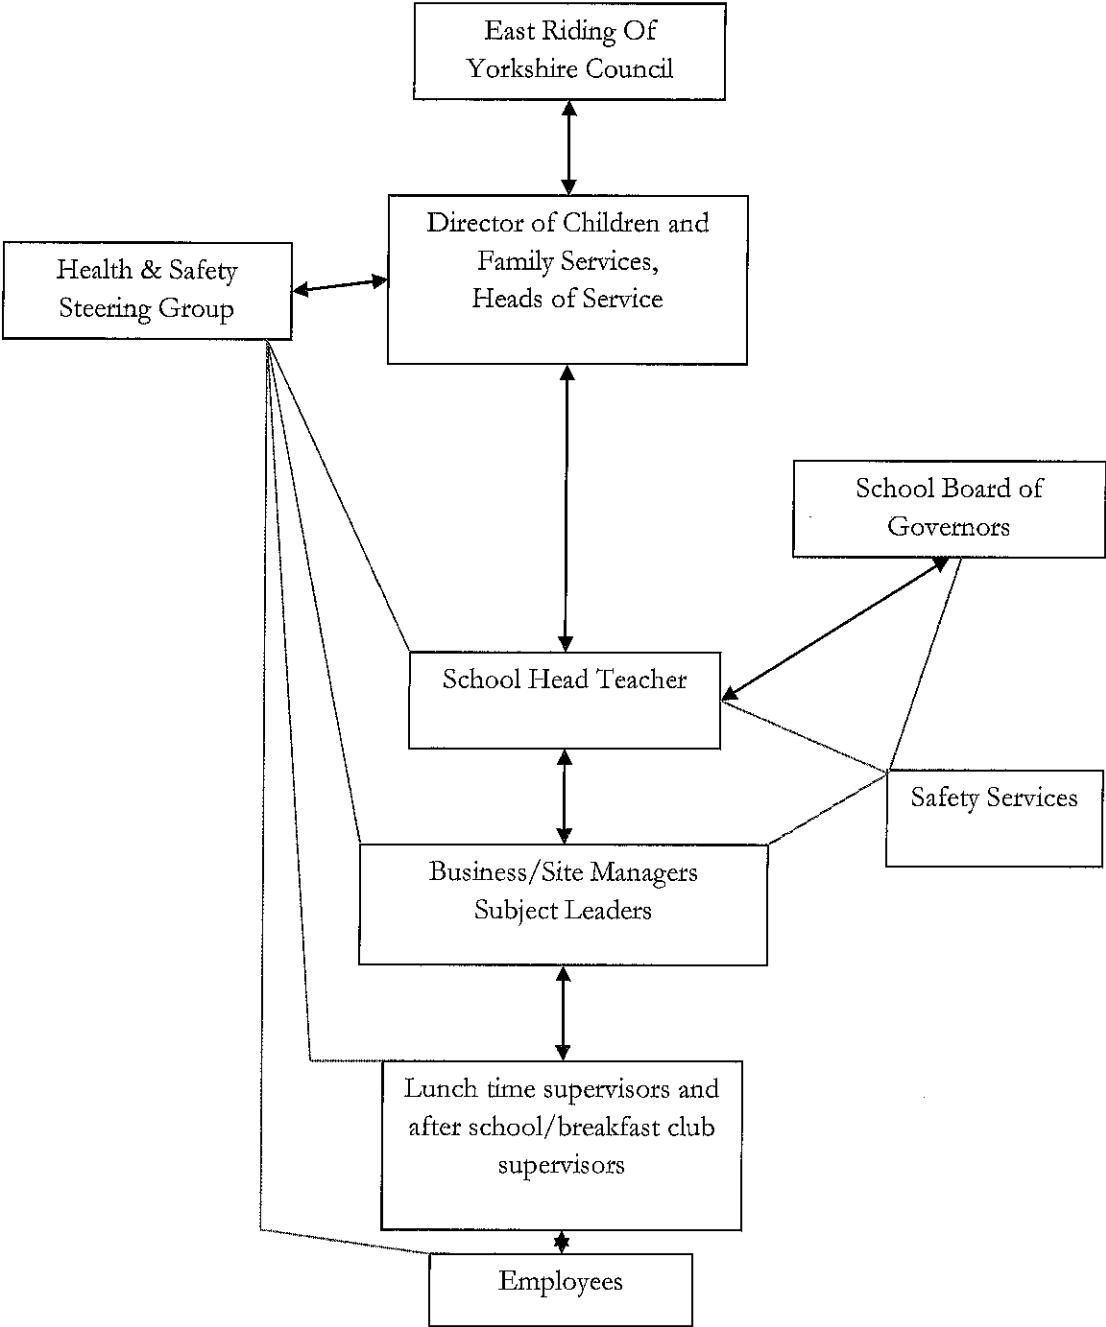 East Riding Of
Yorkshire Council
Director of Children and
Family Services,
Heads of Service
Health & Safety
Steering Group
School Board of
Governors
School Head Teacher
Safety Services
Business/Site Managers
Subject Leaders
Lunch time supervisors and
after school/breakfast club
supervisors
Employees